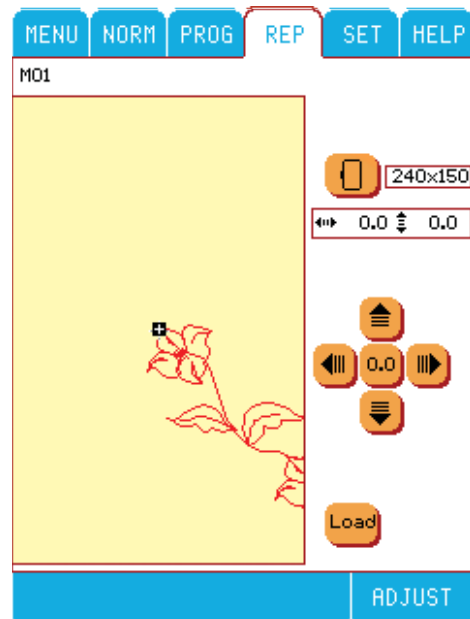 MENU NORM PROG REP SET HELP
M01
240x150
0.0 0.0
0.0
Load
ADJUST